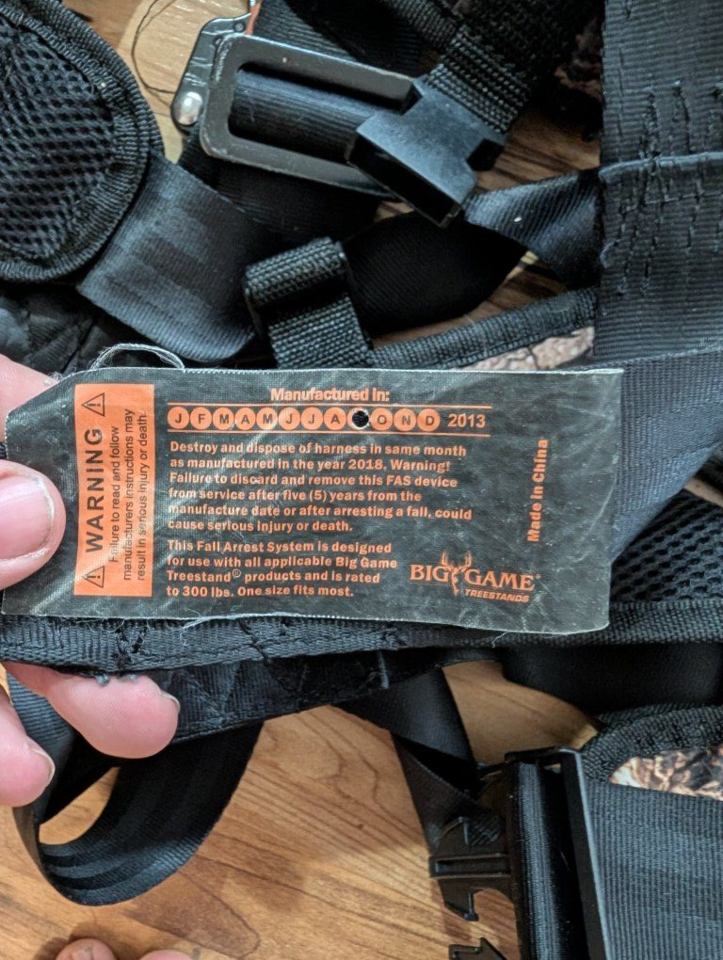 Manufactured in:
J F M A M J J A O N D 2013
Destroy and dispose of harness in same month
as manufactured in the year 2018. Warning!
Failure to discard and remove this FAS device
from service after five (5) years from the
manufacture date or after arresting a fall, could
cause serious injury or death.
This Fall Arrest System is designed
for use with all applicable Big Game
Treestand® products and is rated
to 300 lbs. One size fits most.
WARNING
Failure to read and follow
manufacturers instructions may
result in serious injury or death.
BIG GAME®
TREESTANDS
Made in China